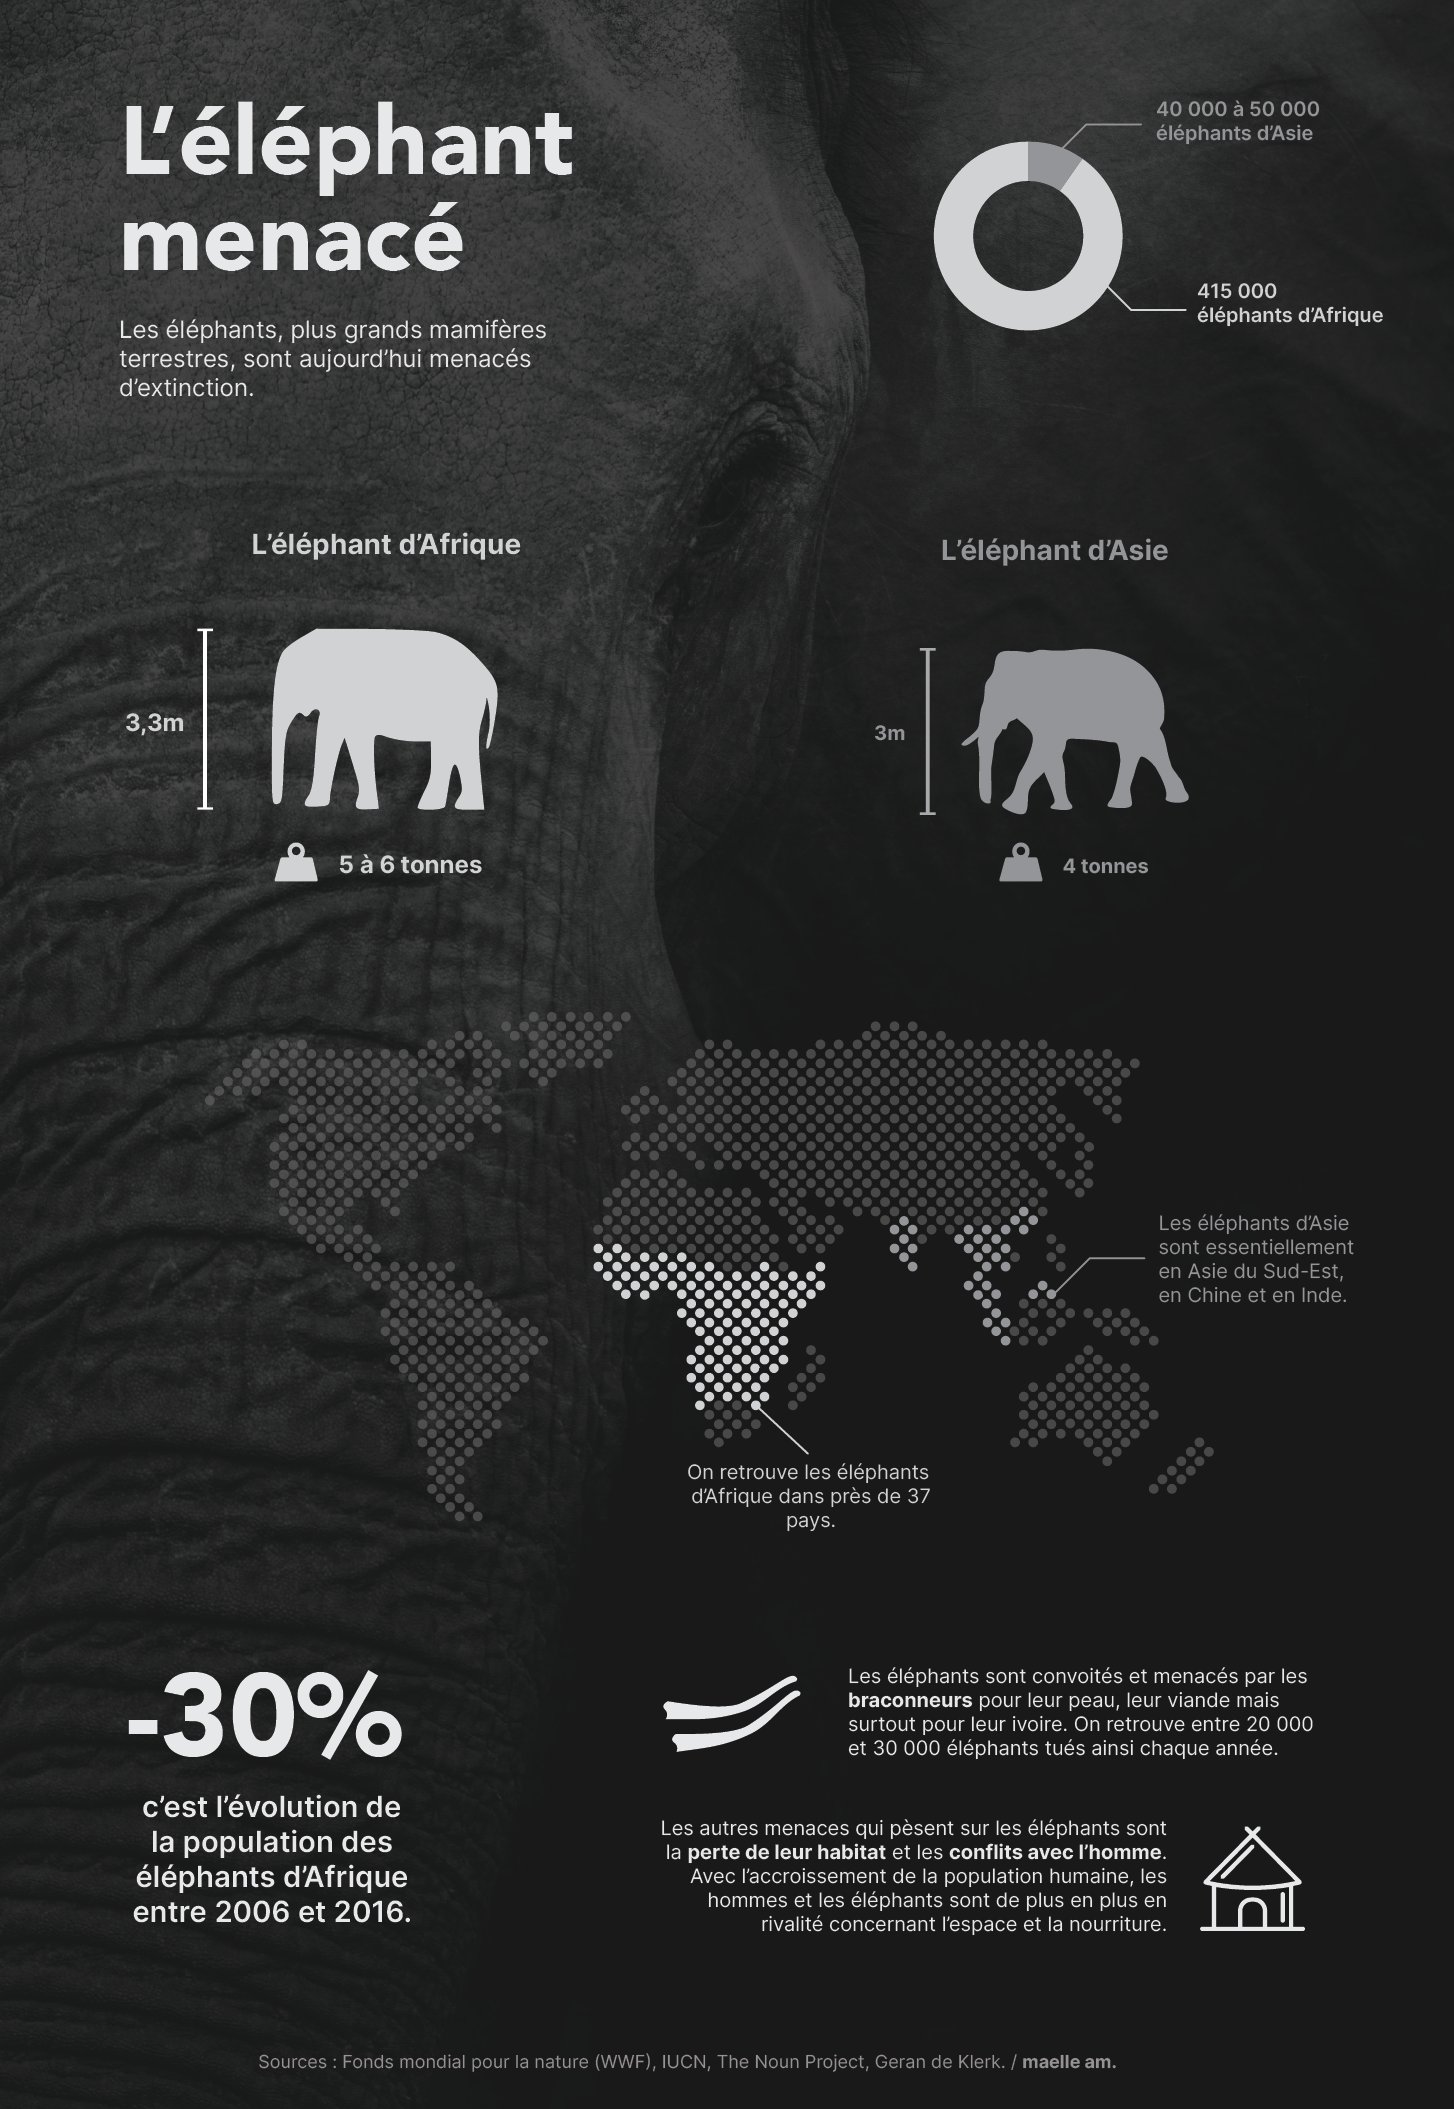 L’éléphant
menacé
Les éléphants, plus grands mamifères
terrestres, sont aujourd’hui menacés
d’extinction.
40 000 à 50 000
éléphants d’Asie
415 000
éléphants d’Afrique
L’éléphant d’Afrique
3,3m
5 à 6 tonnes
L’éléphant d’Asie
3m
4 tonnes
Les éléphants d’Asie
sont essentiellement
en Asie du Sud-Est,
en Chine et en Inde.
On retrouve les éléphants
d’Afrique dans près de 37
pays.
-30%
c’est l’évolution de
la population des
éléphants d’Afrique
entre 2006 et 2016.
Les éléphants sont convoités et menacés par les
braconneurs pour leur peau, leur viande mais
surtout pour leur ivoire. On retrouve entre 20 000
et 30 000 éléphants tués ainsi chaque année.
Les autres menaces qui pèsent sur les éléphants sont
la perte de leur habitat et les conflits avec l’homme.
Avec l’accroissement de la population humaine, les
hommes et les éléphants sont de plus en plus en
rivalité concernant l’espace et la nourriture.
Sources : Fonds mondial pour la nature (WWF), IUCN, The Noun Project, Geran de Klerk. / maelle am.